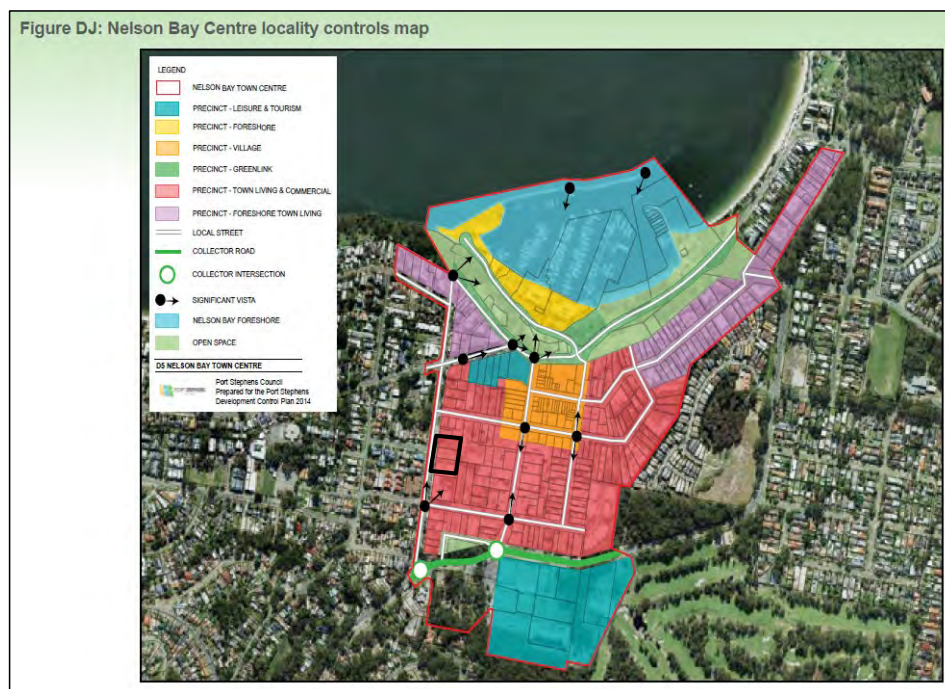 Figure DJ: Nelson Bay Centre locality controls map
LEGEND
NELSON BAY TOWN CENTRE
PRECINCT - LEISURE & TOURISM
PRECINCT - FORESHORE
PRECINCT - VILLAGE
PRECINCT - GREENLINK
PRECINCT - TOWN LIVING & COMMERCIAL
PRECINCT - FORESHORE TOWN LIVING
LOCAL STREET
COLLECTOR ROAD
COLLECTOR INTERSECTION
SIGNIFICANT VISTA
NELSON BAY FORESHORE
OPEN SPACE
D5 NELSON BAY TOWN CENTRE
PORT STEPHENS
Port Stephens Council
Prepared for the Port Stephens
Development Control Plan 2014